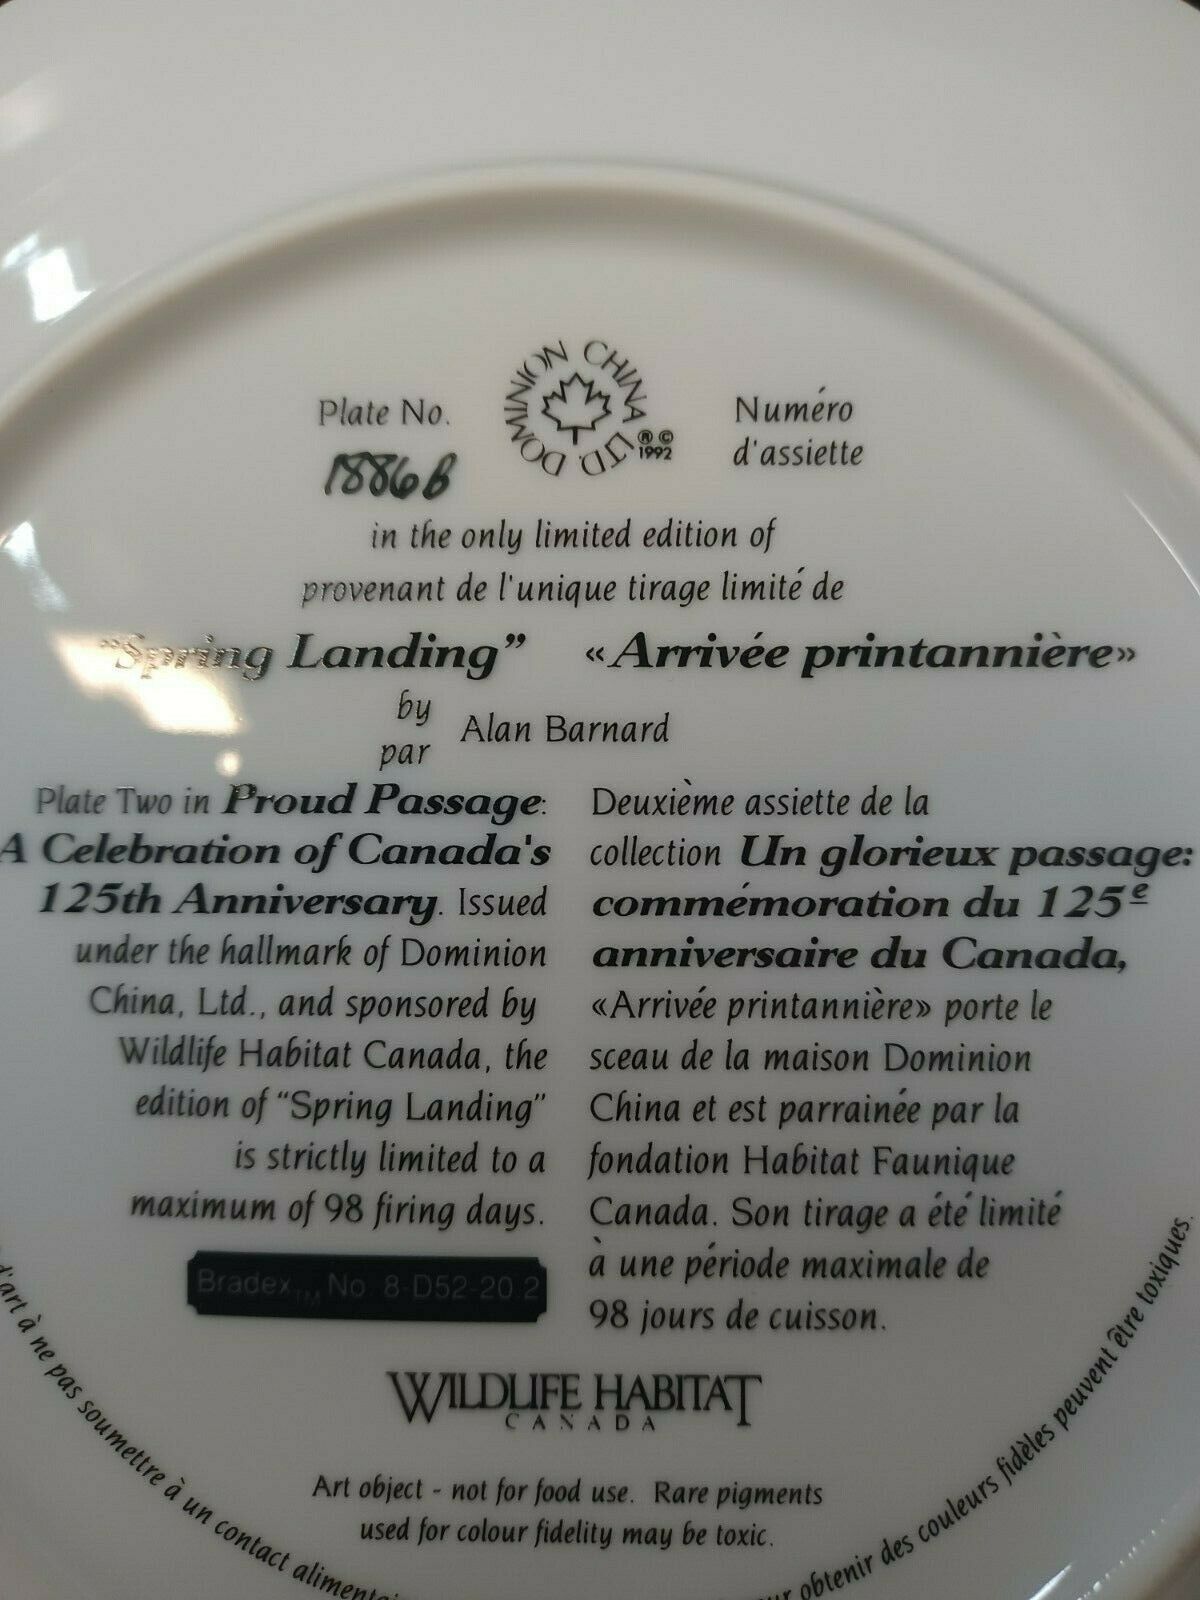 DOMINION CHINA LTD.
® © 1992
Plate No.
1886B
Numéro
d'assiette
in the only limited edition of
provenant de l'unique tirage limité de
"Spring Landing" «Arrivée printannière»
by
par
Alan Barnard
Plate Two in Proud Passage:
A Celebration of Canada's
125th Anniversary. Issued
under the hallmark of Dominion
China, Ltd., and sponsored by
Wildlife Habitat Canada, the
edition of "Spring Landing"
is strictly limited to a
maximum of 98 firing days.
Bradex TM No. 8-D52-20.2
Deuxième assiette de la
collection Un glorieux passage:
commémoration du 125e
anniversaire du Canada,
«Arrivée printannière» porte le
sceau de la maison Dominion
China et est parrainée par la
fondation Habitat Faunique
Canada. Son tirage a été limité
à une période maximale de
98 jours de cuisson.
WILDLIFE HABITAT
CANADA
Art object - not for food use. Rare pigments
used for colour fidelity may be toxic.
d'art à ne pas soumettre à un contact obtenir des couleurs fidèles peuvent être toxiques.